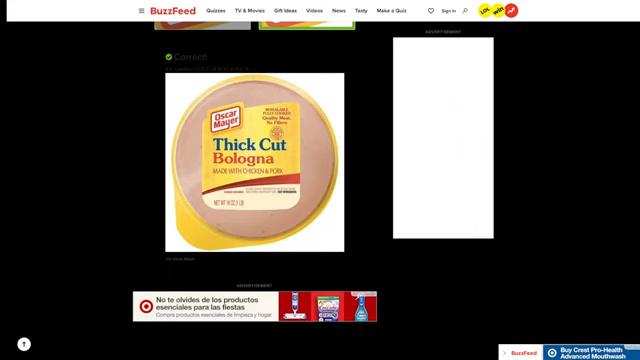 BuzzFeed
Quizzes
TV & Movies
Gift Ideas
Videos
News
Tasty
Make a Quiz
Sign In
LOL
win
ADVERTISEMENT
Correct!
Oscar
Mayer
RESEALABLE
FULLY COOKED
Quality Meat,
No Fillers
Thick Cut
Bologna
MADE WITH CHICKEN & PORK
NET WT 16 OZ (1 LB)
ADVERTISEMENT
No te olvides de los productos
esenciales para las fiestas
Compra productos esenciales de limpieza y hogar.
BuzzFeed
Buy Crest Pro-Health
Advanced Mouthwash